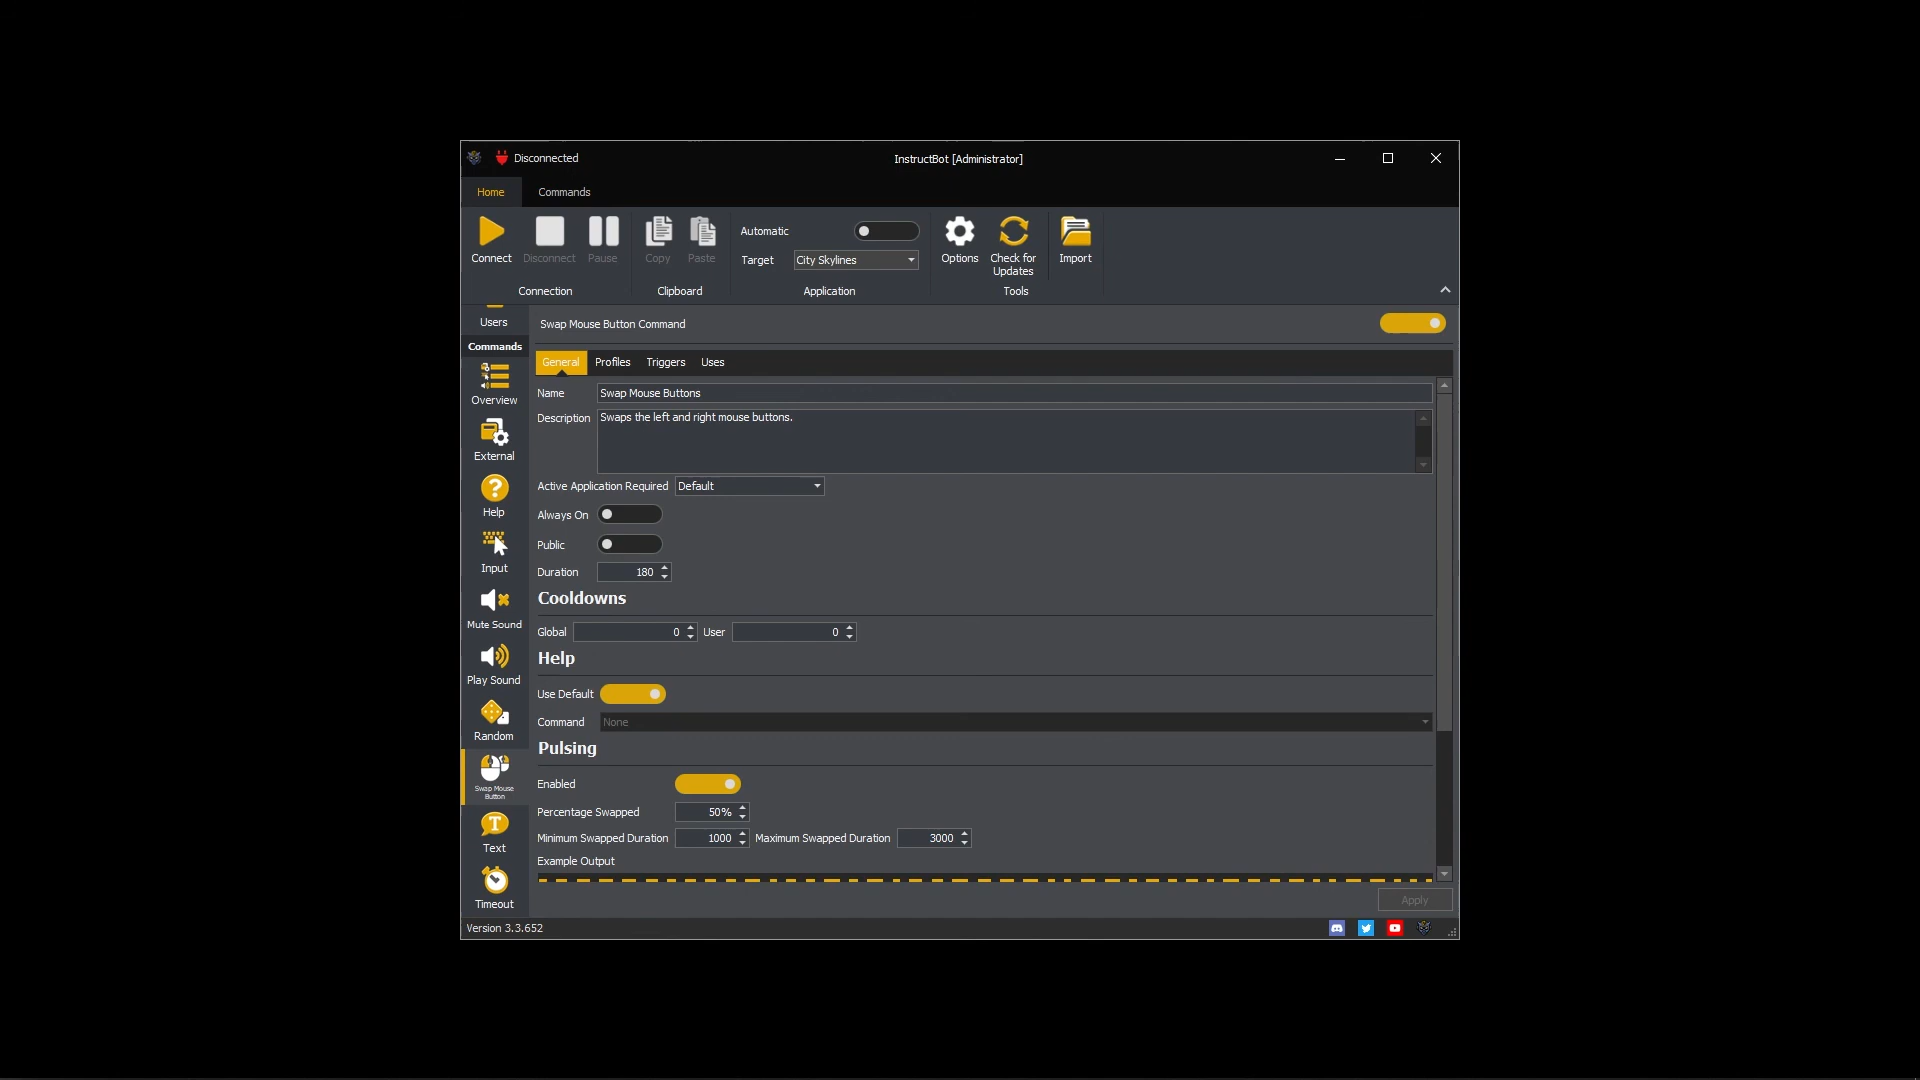 Disconnected
InstructBot [Administrator]
Home Commands
Connect Disconnect Pause Copy Paste
Automatic
Target City Skylines
Options Check for Updates Import
Connection Clipboard Application Tools
Users
Commands
Overview
External
Help
Input
Mute Sound
Play Sound
Random
Swap Mouse
Button
Text
Timeout
Swap Mouse Button Command
General Profiles Triggers Uses
Name Swap Mouse Buttons
Description Swaps the left and right mouse buttons.
Active Application Required Default
Always On
Public
Duration 180
Cooldowns
Global 0 User 0
Help
Use Default
Command None
Pulsing
Enabled
Percentage Swapped 50%
Minimum Swapped Duration 1000 Maximum Swapped Duration 3000
Example Output
Apply
Version 3.3.652